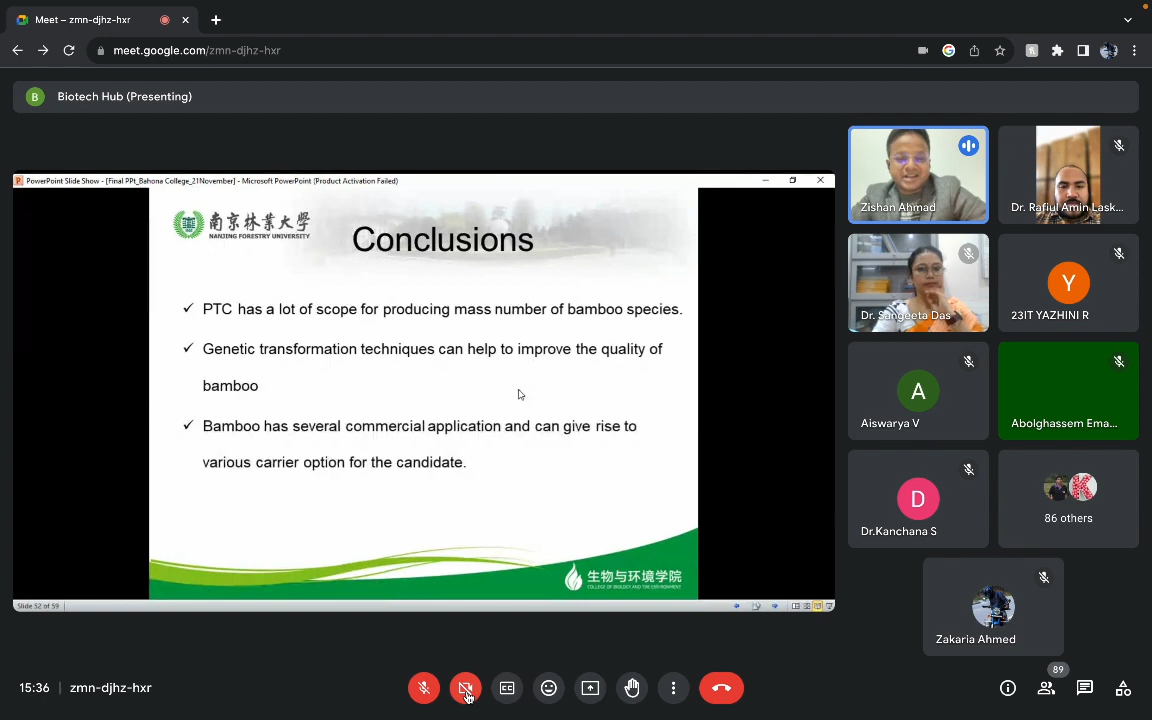 Meet – zmn-djhz-hxr
meet.google.com/zmn-djhz-hxr
B
Biotech Hub (Presenting)
PowerPoint Slide Show - [Final PPt_Bahona College_21November] - Microsoft PowerPoint (Product Activation Failed)
南京林業大學
NANJING FORESTRY UNIVERSITY
Conclusions
✓ PTC has a lot of scope for producing mass number of bamboo species.
✓ Genetic transformation techniques can help to improve the quality of
bamboo
✓ Bamboo has several commercial application and can give rise to
various carrier option for the candidate.
生物与环境学院
COLLEGE OF BIOLOGY AND THE ENVIRONMENT
Slide 52 of 59
Zishan Ahmad
Dr. Rafiul Amin Lask...
Dr. Sangeeta Das
Y
23IT YAZHINI R
A
Aiswarya V
Abolghassem Ema...
D
Dr.Kanchana S
K
86 others
Zakaria Ahmed
15:36 | zmn-djhz-hxr
89